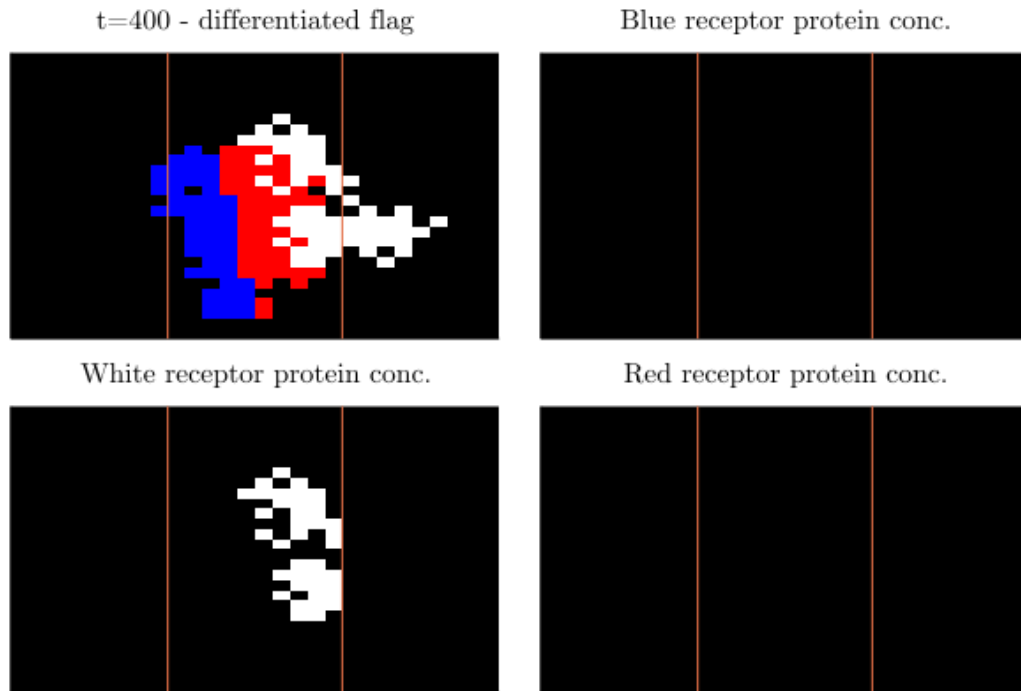 t=400 - differentiated flag
Blue receptor protein conc.
White receptor protein conc.
Red receptor protein conc.